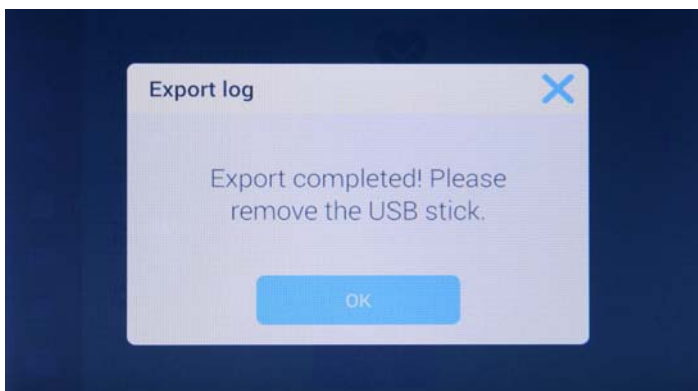 Export log
Export completed! Please
remove the USB stick.
OK